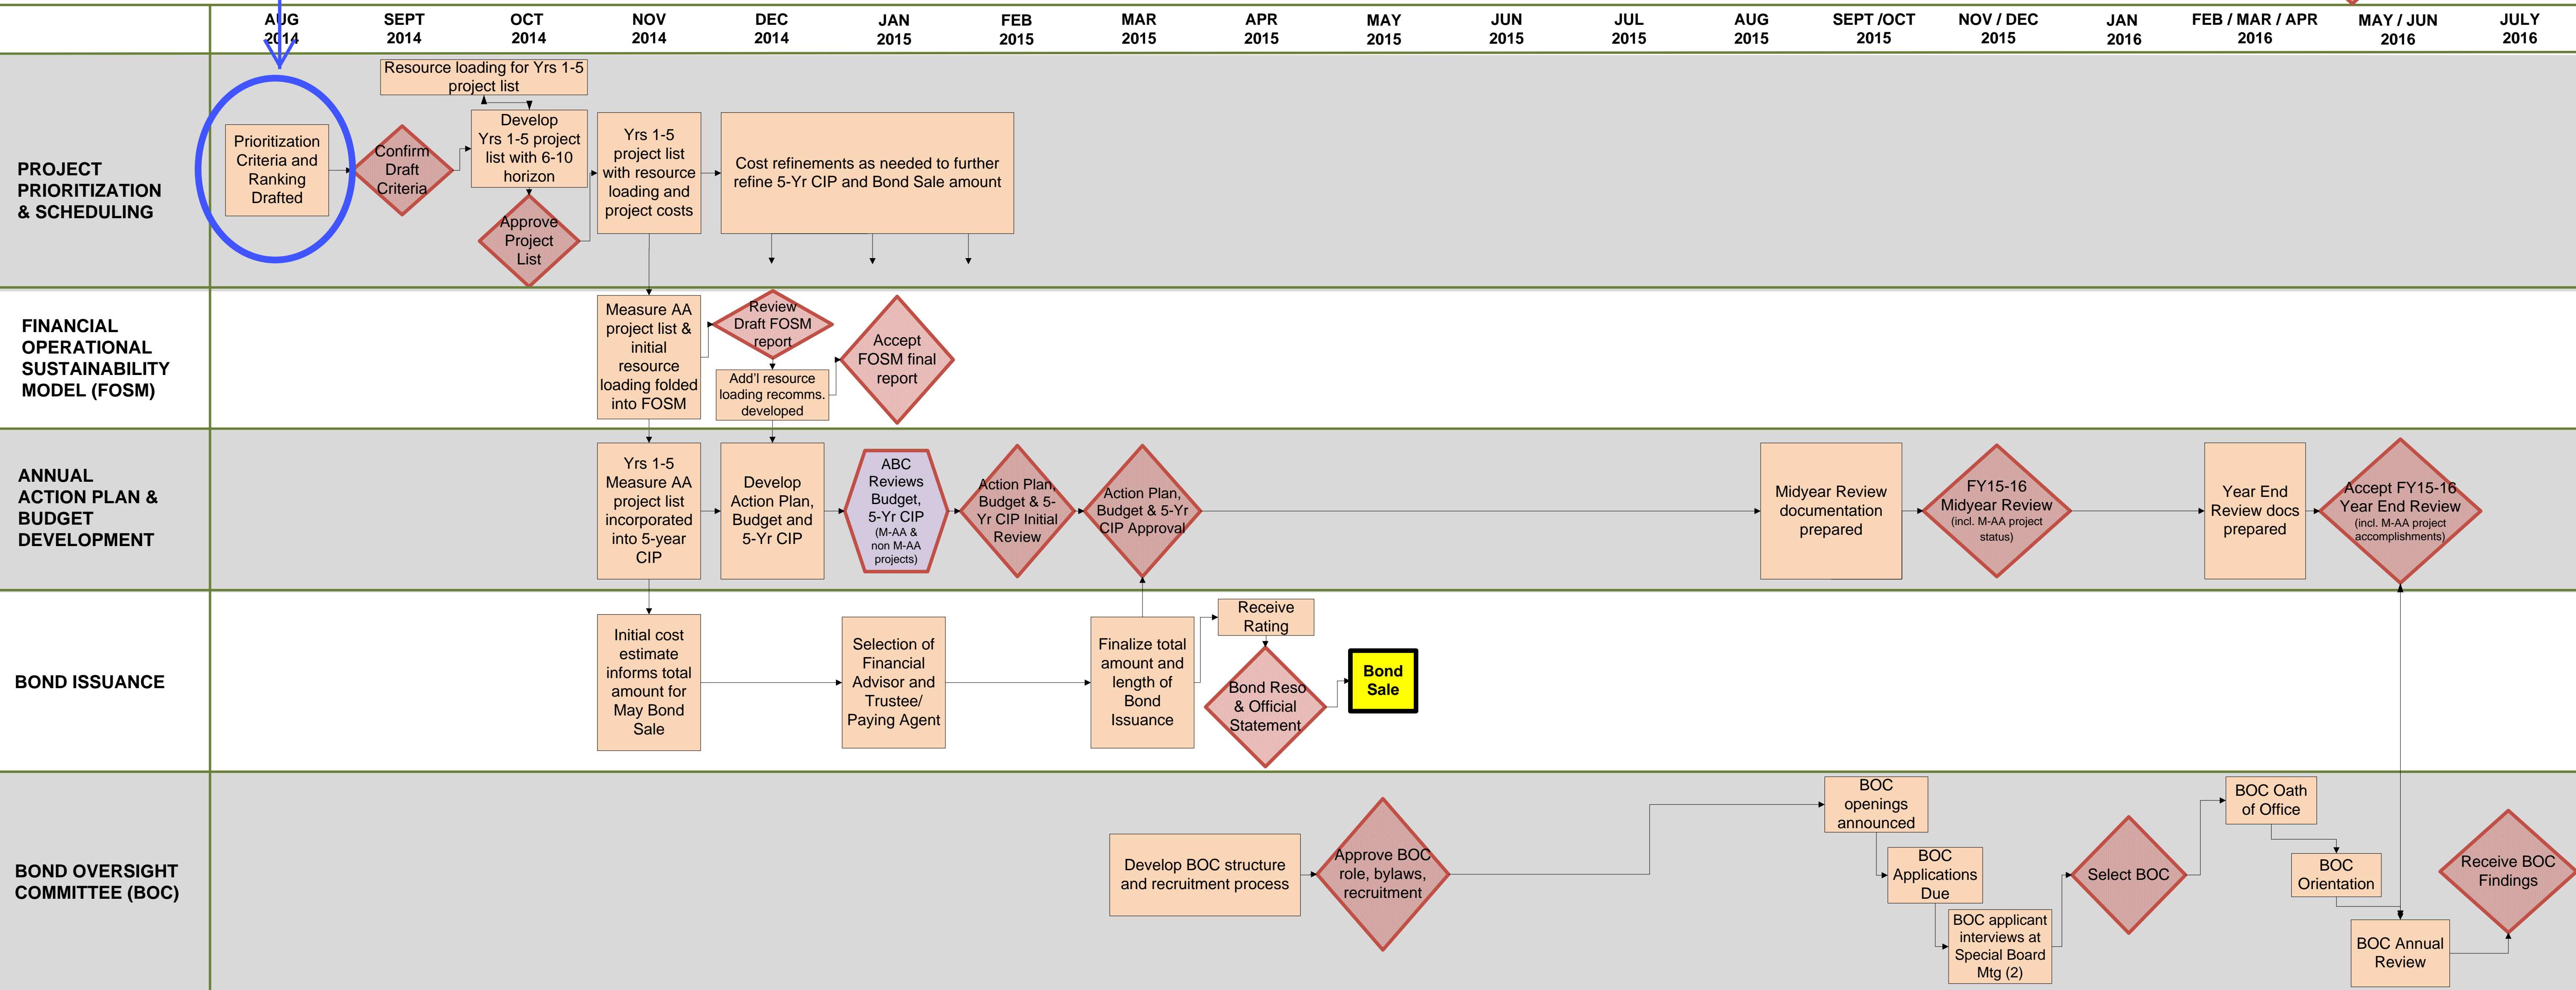 AUG
2014
SEPT
2014
OCT
2014
NOV
2014
DEC
2014
JAN
2015
FEB
2015
MAR
2015
APR
2015
MAY
2015
JUN
2015
JUL
2015
AUG
2015
SEPT /OCT
2015
NOV / DEC
2015
JAN
2016
FEB / MAR / APR
2016
MAY / JUN
2016
JULY
2016
PROJECT
PRIORITIZATION
& SCHEDULING
Prioritization
Criteria and
Ranking
Drafted
Confirm
Draft
Criteria
Resource loading for Yrs 1-5
project list
Develop
Yrs 1-5 project
list with 6-10
horizon
Approve
Project
List
Yrs 1-5
project list
with resource
loading and
project costs
Cost refinements as needed to further
refine 5-Yr CIP and Bond Sale amount
FINANCIAL
OPERATIONAL
SUSTAINABILITY
MODEL (FOSM)
Measure AA
project list &
initial
resource
loading folded
into FOSM
Review
Draft FOSM
report
Add'l resource
loading recomms.
developed
Accept
FOSM final
report
ANNUAL
ACTION PLAN &
BUDGET
DEVELOPMENT
Yrs 1-5
Measure AA
project list
incorporated
into 5-year
CIP
Develop
Action Plan,
Budget and
5-Yr CIP
ABC
Reviews
Budget,
5-Yr CIP
(M-AA &
non M-AA
projects)
Action Plan,
Budget & 5-
Yr CIP Initial
Review
Action Plan,
Budget & 5-Yr
CIP Approval
Midyear Review
documentation
prepared
FY15-16
Midyear Review
(incl. M-AA project
status)
Year End
Review docs
prepared
Accept FY15-16
Year End Review
(incl. M-AA project
accomplishments)
BOND ISSUANCE
Initial cost
estimate
informs total
amount for
May Bond
Sale
Selection of
Financial
Advisor and
Trustee/
Paying Agent
Finalize total
amount and
length of
Bond
Issuance
Receive
Rating
Bond Reso
& Official
Statement
Bond
Sale
BOND OVERSIGHT
COMMITTEE (BOC)
Develop BOC structure
and recruitment process
Approve BOC
role, bylaws,
recruitment
BOC
openings
announced
BOC
Applications
Due
BOC applicant
interviews at
Special Board
Mtg (2)
Select BOC
BOC Oath
of Office
BOC
Orientation
BOC Annual
Review
Receive BOC
Findings